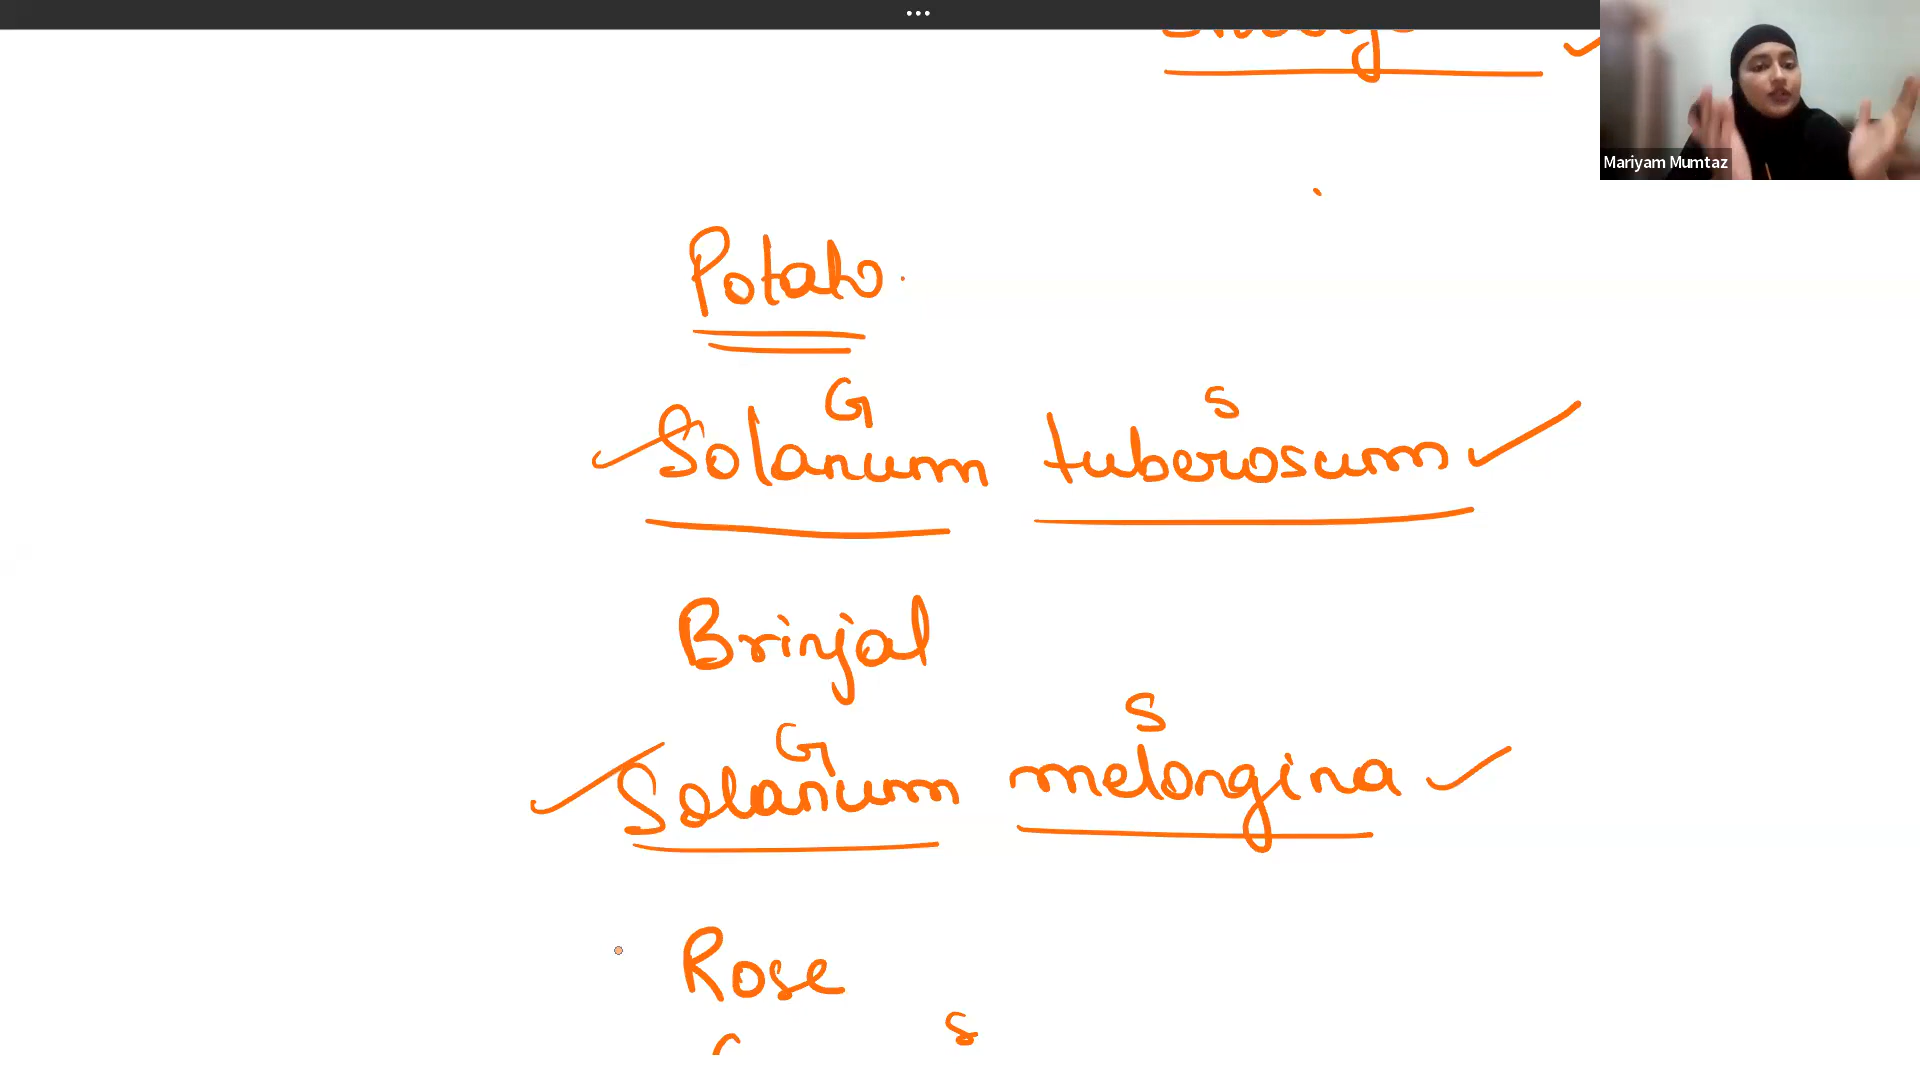 ...
Mariyam Mumtaz
Potato.
G S
Solanum tuberosum
Brinjal
G S
Solanum melongina
Rose
S